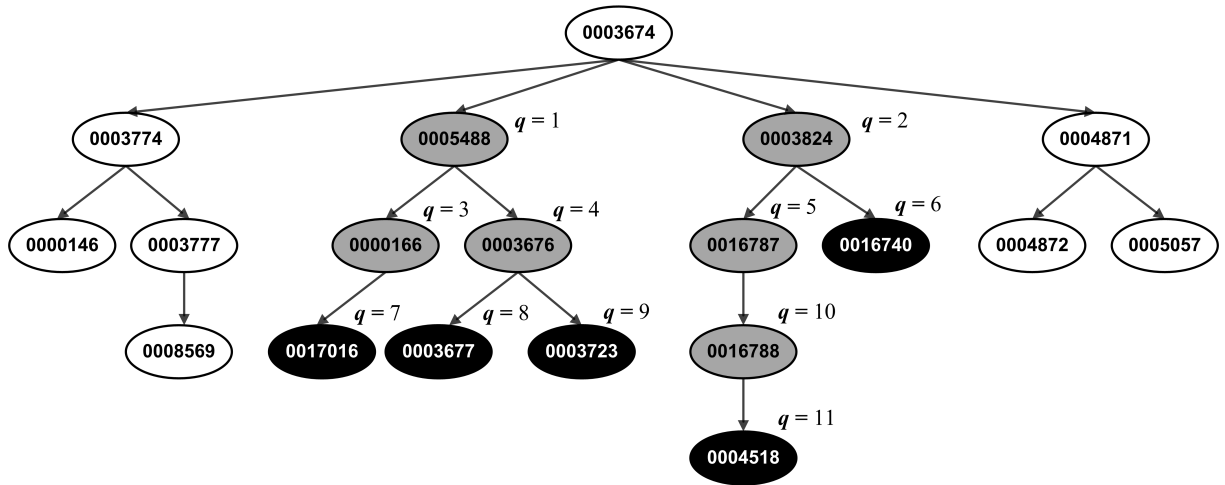 0003674
0003774
0005488
q = 1
0003824
q = 2
0004871
0000146
0003777
q = 3
0000166
q = 4
0003676
q = 5
0016787
q = 6
0016740
0004872
0005057
0008569
q = 7
0017016
q = 8
0003677
q = 9
0003723
q = 10
0016788
q = 11
0004518